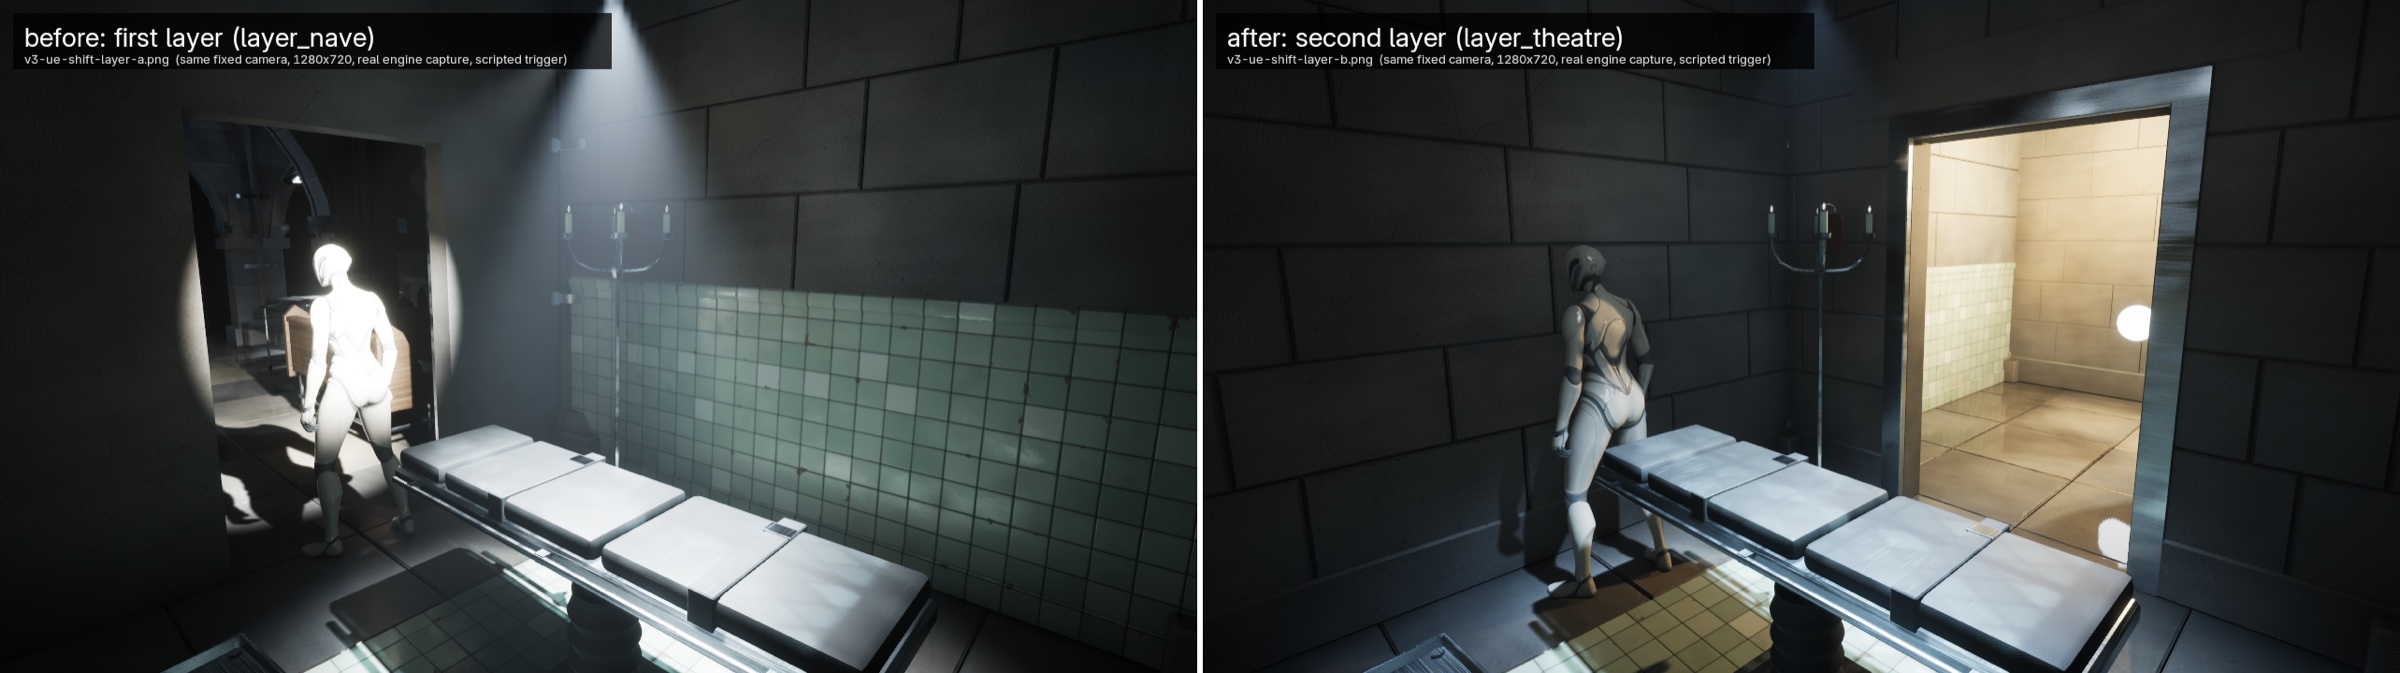 before: first layer (layer_nave)
v3-ue-shift-layer-a.png (same fixed camera, 1280x720, real engine capture, scripted trigger)
after: second layer (layer_theatre)
v3-ue-shift-layer-b.png (same fixed camera, 1280x720, real engine capture, scripted trigger)